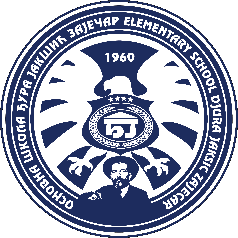 ОСНОВНА ШКОЛА ЂУРА ЈАКШИЋ ЗАЈЕЧАР ELEMENTARY SCHOOL DJURA JAKSIC ZAJECAR
1960
ЂЈ